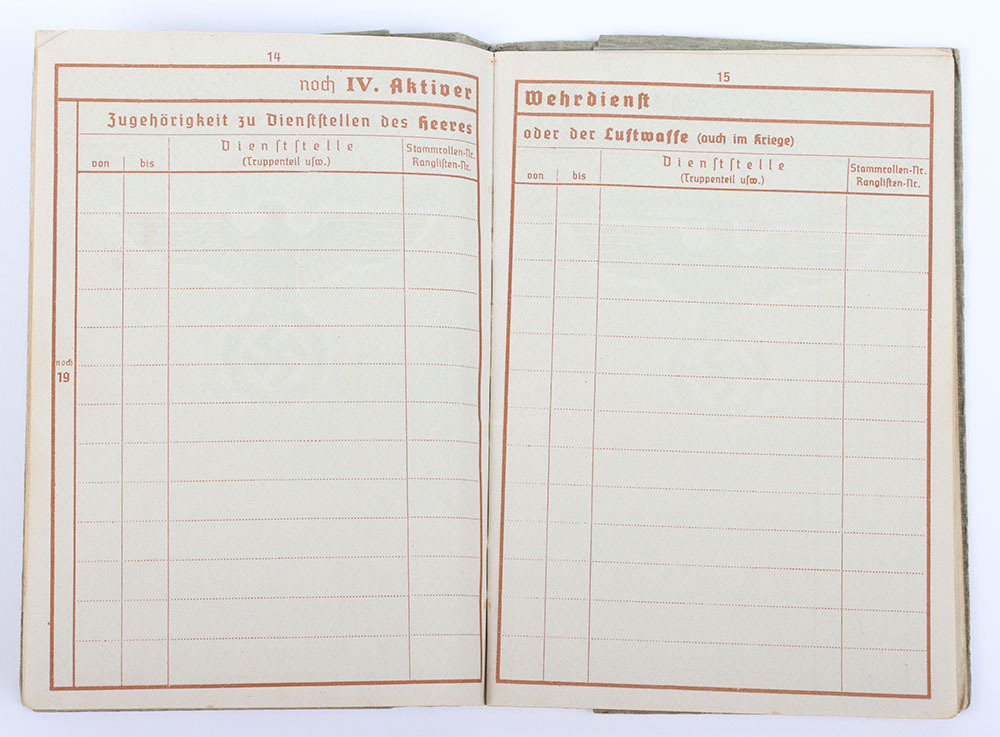 14
noch IV. Aktiver
Zugehörigkeit zu Dienststellen des Heeres
von bis Dienststelle Stammrollen-Nr.
(Truppenteil usw.) Ranglisten-Nr.
noch
19
15
Wehrdienst
oder der Luftwaffe (auch im Kriege)
von bis Dienststelle Stammrollen-Nr.
(Truppenteil usw.) Ranglisten-Nr.